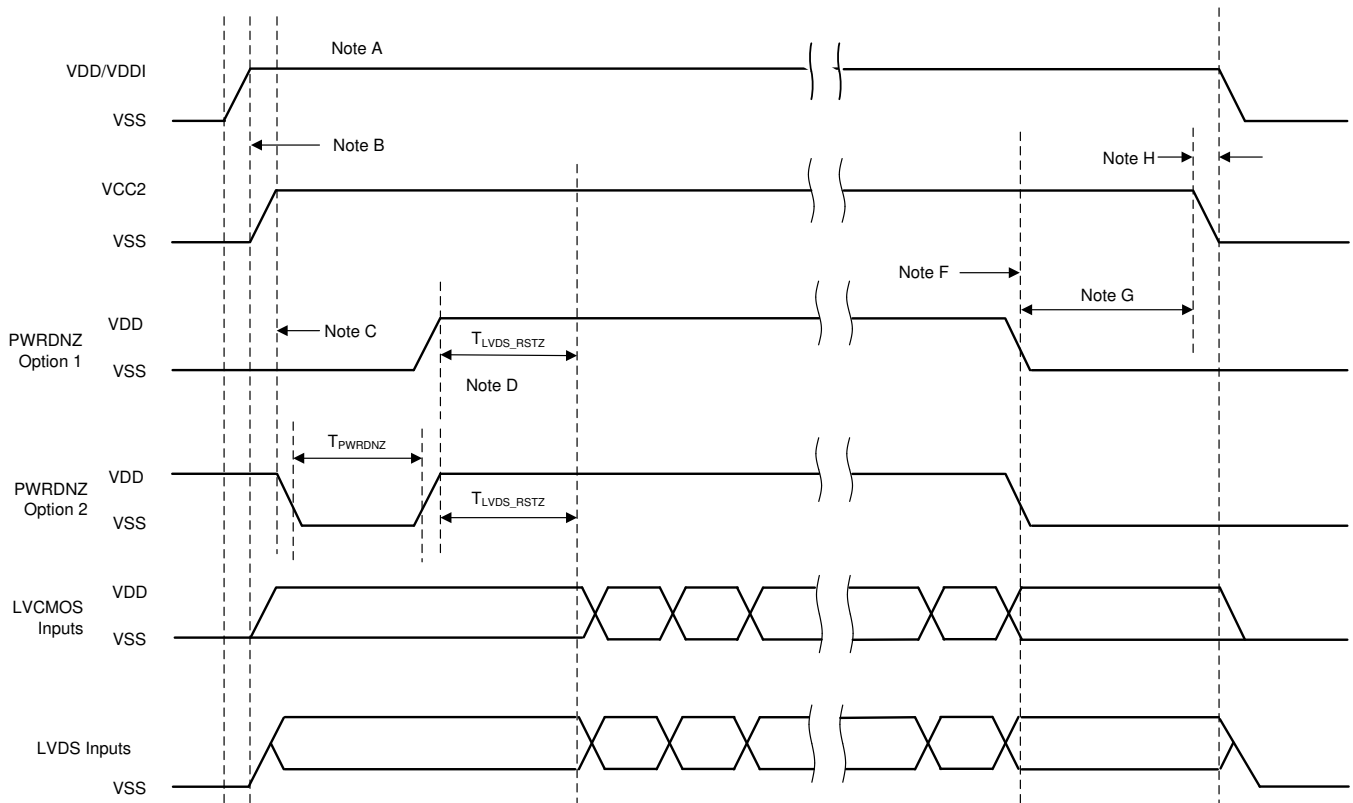 Note A
VDD/VDDI
VSS
Note B
Note H
VCC2
VSS
Note F
Note G
VDD
PWRDNZ
Option 1
Note C
TLVDS_RSTZ
VSS
Note D
TPWRDNZ
VDD
PWRDNZ
Option 2
TLVDS_RSTZ
VSS
VDD
LVCMOS
Inputs
VSS
LVDS Inputs
VSS